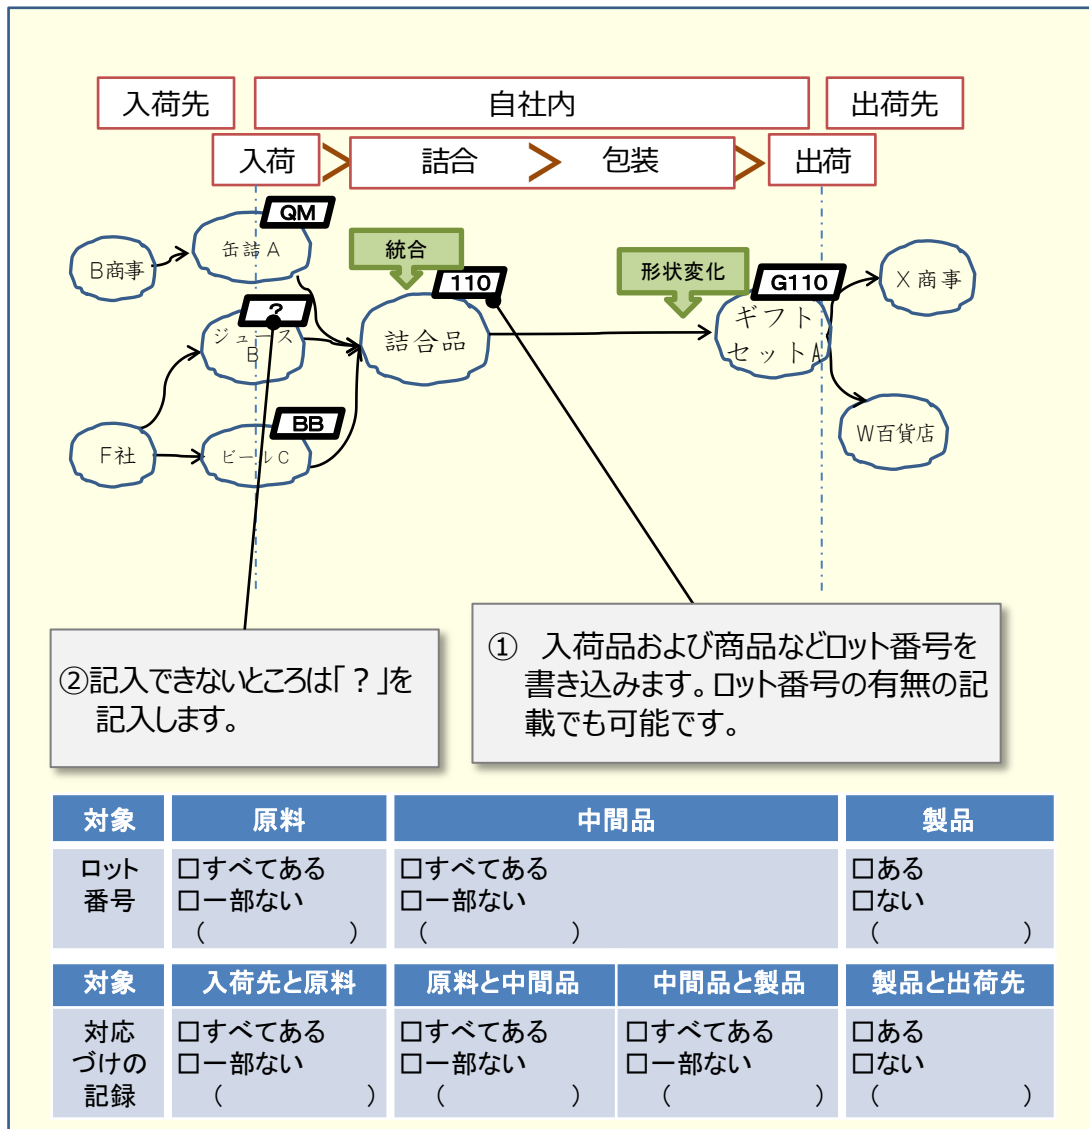 入荷先
自社内
出荷先
入荷
詰合
包装
出荷
QM
缶詰A
B商事
統合
110
形状変化
G110
X商事
?
ジュース
B
詰合品
ギフト
セットA
BB
F社
ビールC
W百貨店
②記入できないところは「？」を
記入します。
① 入荷品および商品などロット番号を
書き込みます。ロット番号の有無の記
載でも可能です。
対象 原料 中間品 製品
ロット
番号
□すべてある
□一部ない
（　　　　　　）
□すべてある
□一部ない
（　　　　　　）
□ある
□ない
（　　　　　　）
対象 入荷先と原料 原料と中間品 中間品と製品 製品と出荷先
対応
づけの
記録
□すべてある
□一部ない
（　　　　　　）
□すべてある
□一部ない
（　　　　　　）
□すべてある
□一部ない
（　　　　　　）
□ある
□ない
（　　　　　　）